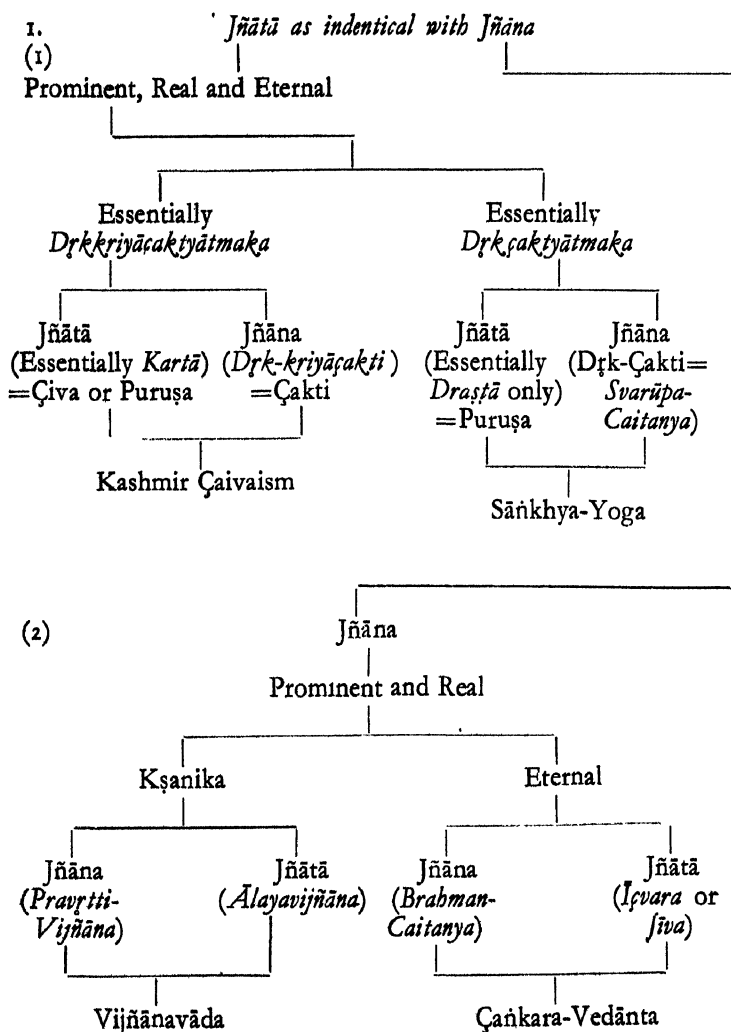 1. Jñātā as indentical with Jñāna
(1)
Prominent, Real and Eternal
Essentially Essentially
Dṛkkriyāçaktyātmaka Dṛkçaktyātmaka
Jñātā Jñāna Jñātā Jñāna
(Essentially Kartā) (Dṛk-kriyāçakti) (Essentially (Dṛk-Çakti=
=Çiva or Puruṣa =Çakti Draṣṭā only) Svarūpa-
=Puruṣa Caitanya)
Kashmir Çaivaism
Sāṅkhya-Yoga
Jñāna
(2)
Prominent and Real
Kṣanika Eternal
Jñāna Jñātā Jñāna Jñātā
(Pravṛtti- (Ālayavijñāna) (Brahman- (Īçvara or
Vijñāna) Caitanya) Jīva)
Vijñānavāda Çaṅkara-Vedānta